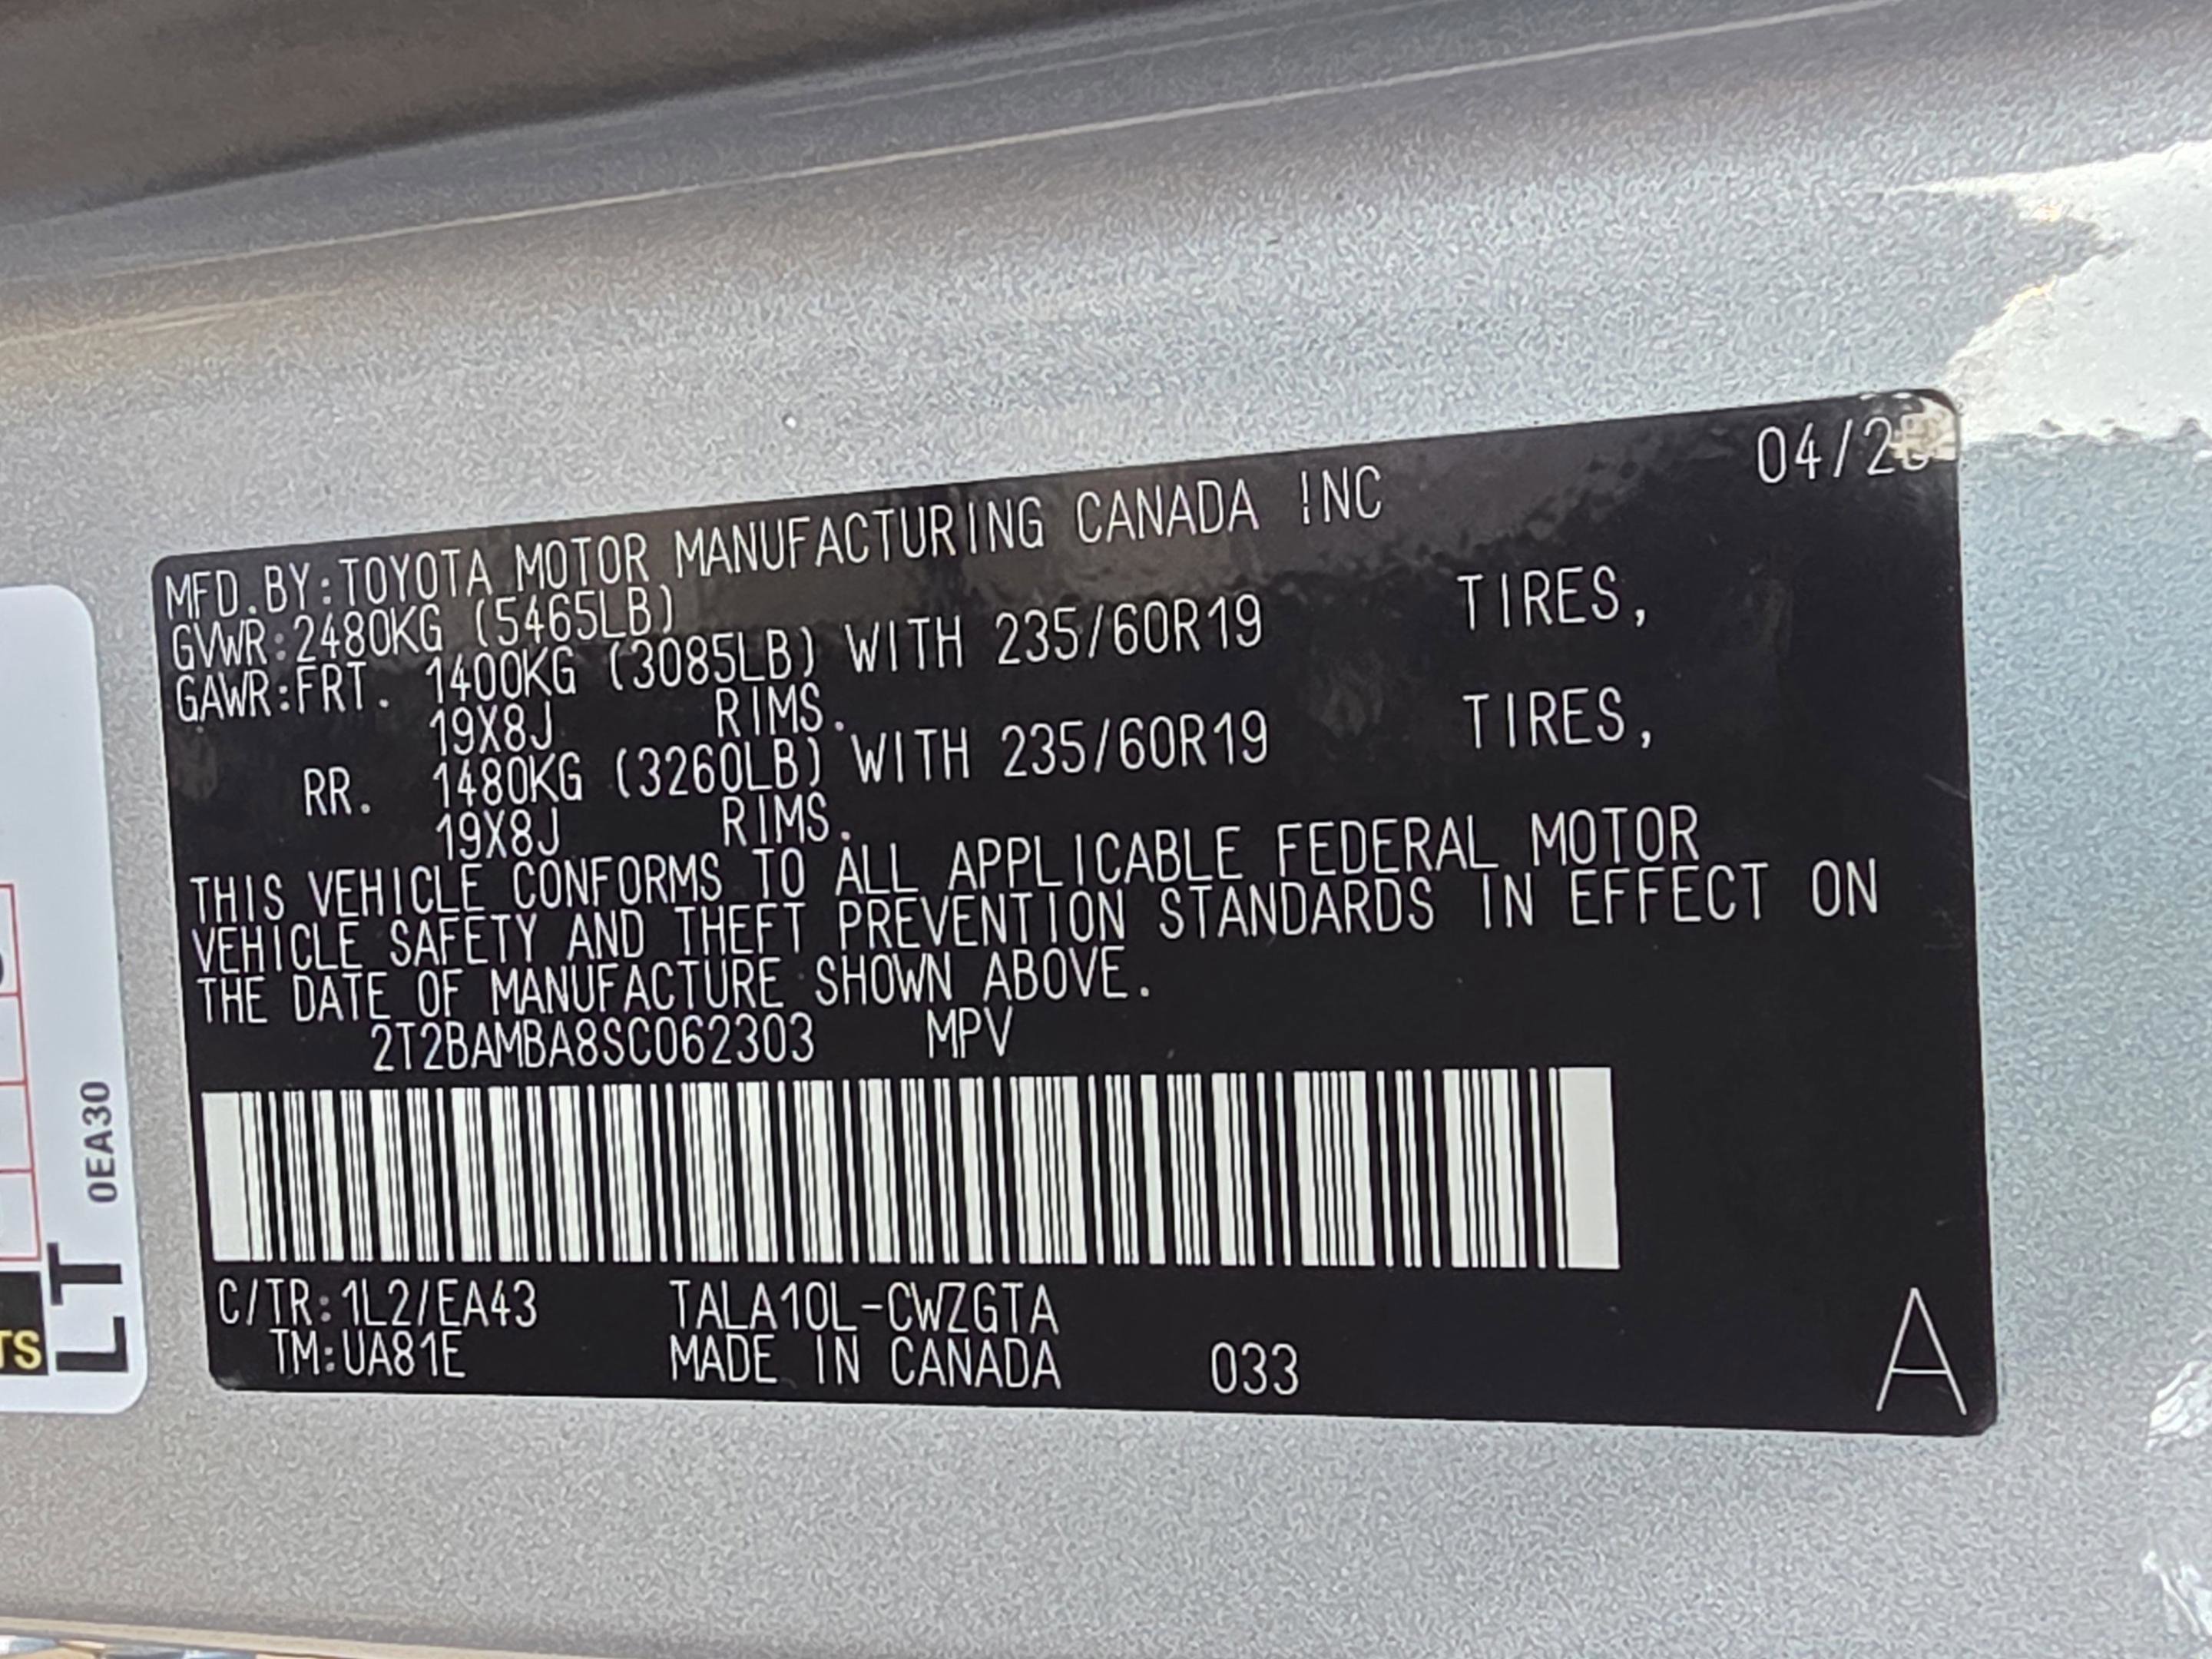 04/25
MFD.BY:TOYOTA MOTOR MANUFACTURING CANADA INC
GVWR:2480KG (5465LB)
GAWR:FRT. 1400KG (3085LB) WITH 235/60R19 TIRES,
19X8J RIMS.
RR. 1480KG (3260LB) WITH 235/60R19 TIRES,
19X8J RIMS.
THIS VEHICLE CONFORMS TO ALL APPLICABLE FEDERAL MOTOR
VEHICLE SAFETY AND THEFT PREVENTION STANDARDS IN EFFECT ON
THE DATE OF MANUFACTURE SHOWN ABOVE.
2T2BAMBA8SC062303 MPV
C/TR:1L2/EA43 TALA10L-CWZGTA
TM:UA81E MADE IN CANADA 033
A
0EA30